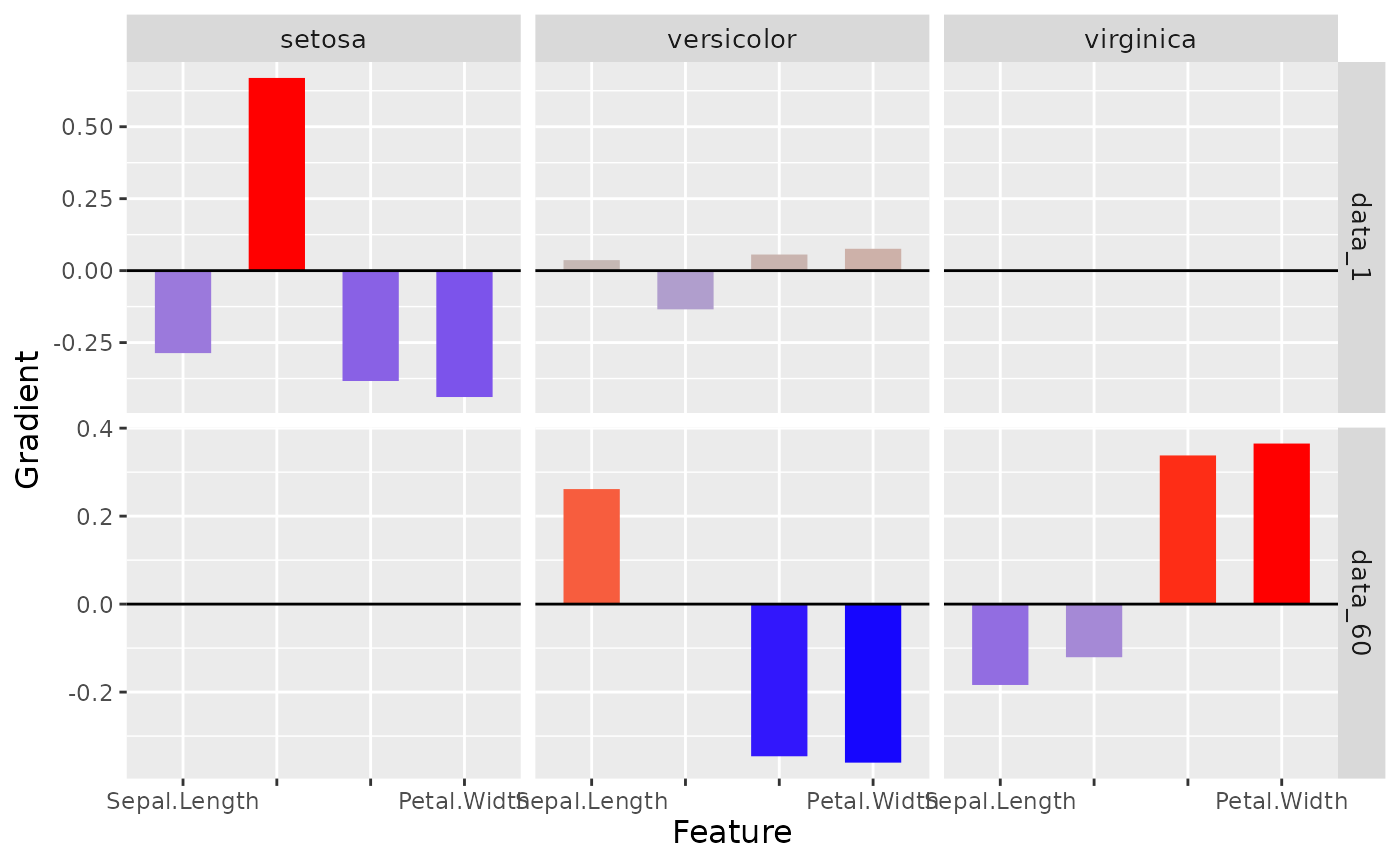 setosa
versicolor
virginica
0.50
0.25
0.00
-0.25
data_1
0.4
0.2
0.0
-0.2
data_60
Gradient
Sepal.Length
Petal.Width
Sepal.Length
Petal.Width
Sepal.Length
Petal.Width
Feature